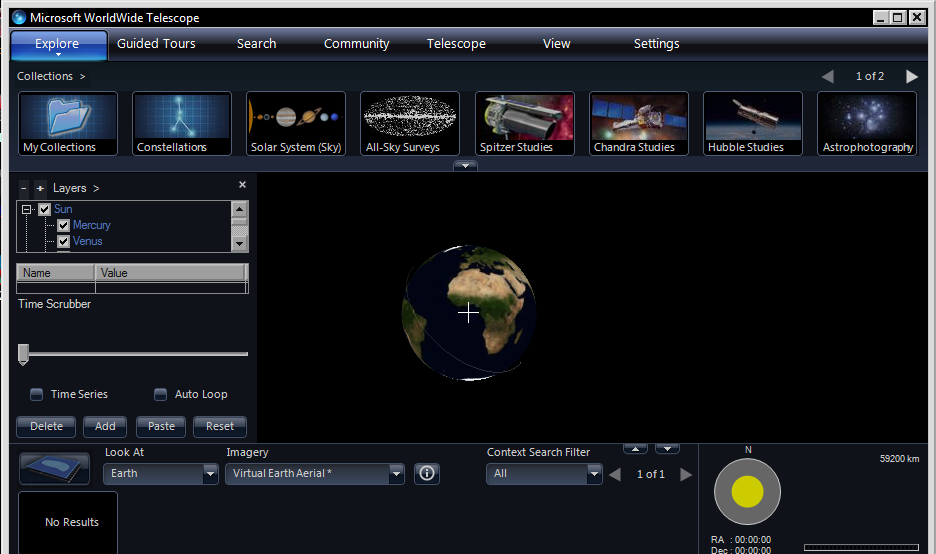 Microsoft WorldWide Telescope
Explore Guided Tours Search Community Telescope View Settings
Collections > 1 of 2
My Collections Constellations Solar System (Sky) All-Sky Surveys Spitzer Studies Chandra Studies Hubble Studies Astrophotography
- + Layers >
Sun
Mercury
Venus
Name Value
Time Scrubber
Time Series Auto Loop
Delete Add Paste Reset
Look At Imagery Context Search Filter N
59200 km
Earth Virtual Earth Aerial * All 1 of 1
No Results
RA : 00:00:00
Dec : 00:00:00